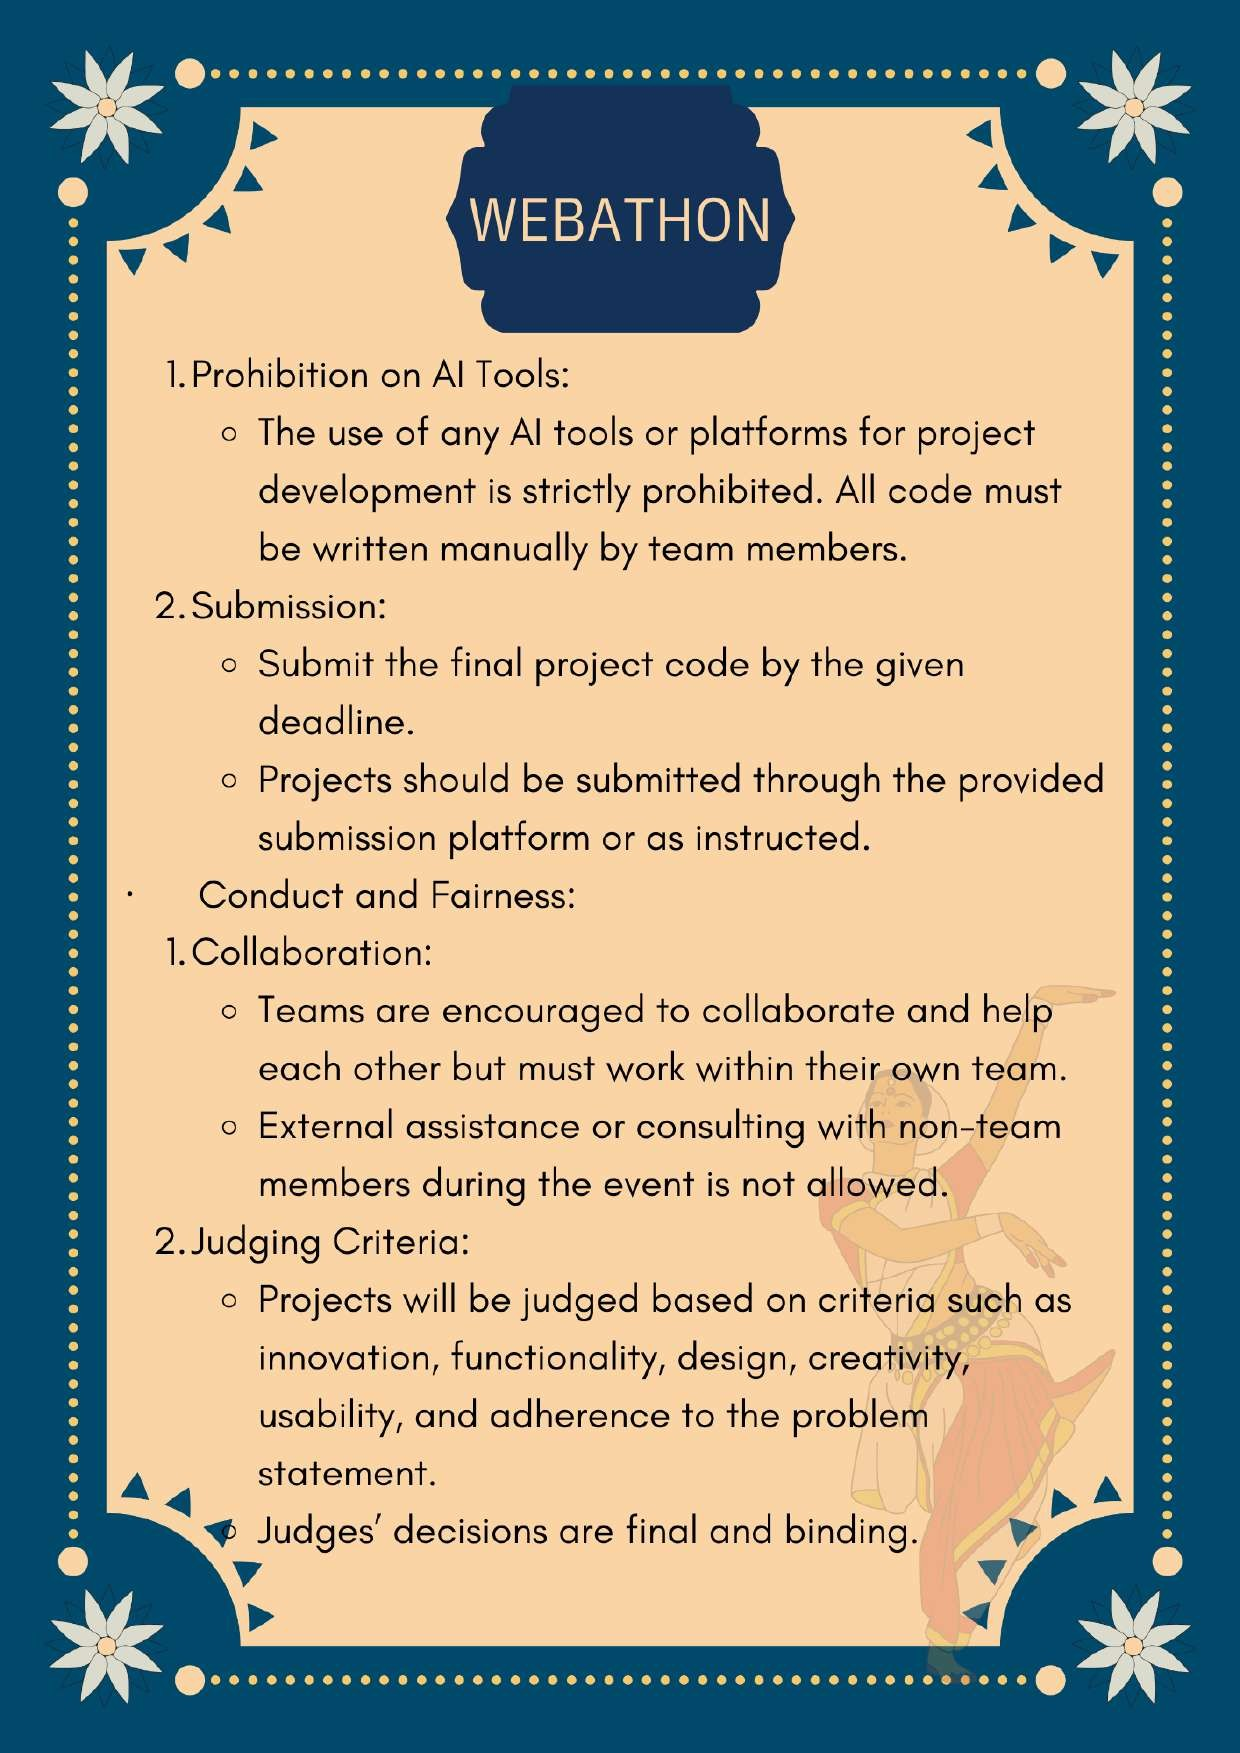 WEBATHON
1. Prohibition on AI Tools:
○ The use of any AI tools or platforms for project
development is strictly prohibited. All code must
be written manually by team members.
2. Submission:
○ Submit the final project code by the given
deadline.
○ Projects should be submitted through the provided
submission platform or as instructed.
· Conduct and Fairness:
1. Collaboration:
○ Teams are encouraged to collaborate and help
each other but must work within their own team.
○ External assistance or consulting with non-team
members during the event is not allowed.
2. Judging Criteria:
○ Projects will be judged based on criteria such as
innovation, functionality, design, creativity,
usability, and adherence to the problem
statement.
○ Judges’ decisions are final and binding.